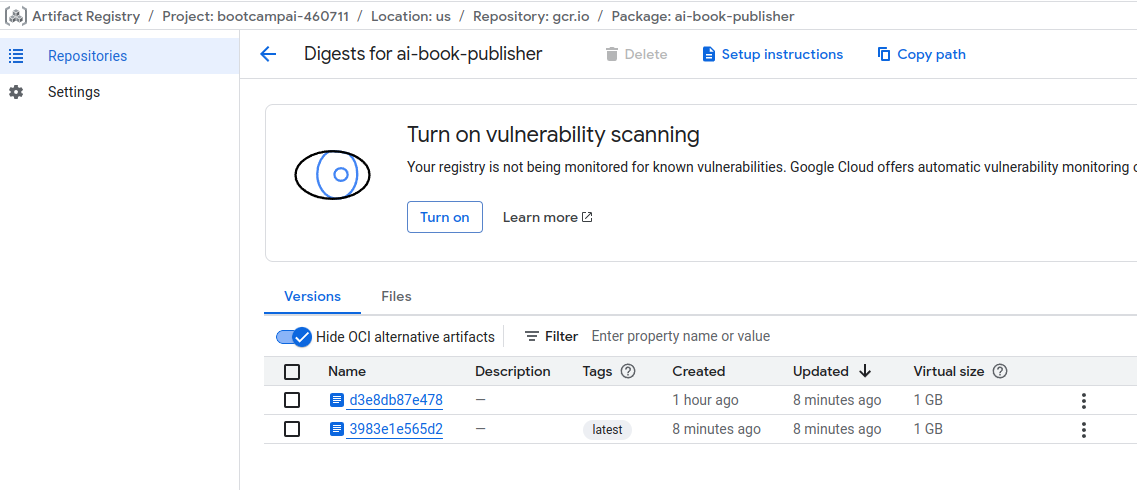 Artifact Registry / Project: bootcampai-460711 / Location: us / Repository: gcr.io / Package: ai-book-publisher
Repositories
Settings
Digests for ai-book-publisher
Delete
Setup instructions
Copy path
Turn on vulnerability scanning
Your registry is not being monitored for known vulnerabilities. Google Cloud offers automatic vulnerability monitoring
Turn on
Learn more
Versions Files
Hide OCI alternative artifacts Filter Enter property name or value
Name Description Tags Created Updated Virtual size
d3e8db87e478 — 1 hour ago 8 minutes ago 1 GB
3983e1e565d2 — latest 8 minutes ago 8 minutes ago 1 GB